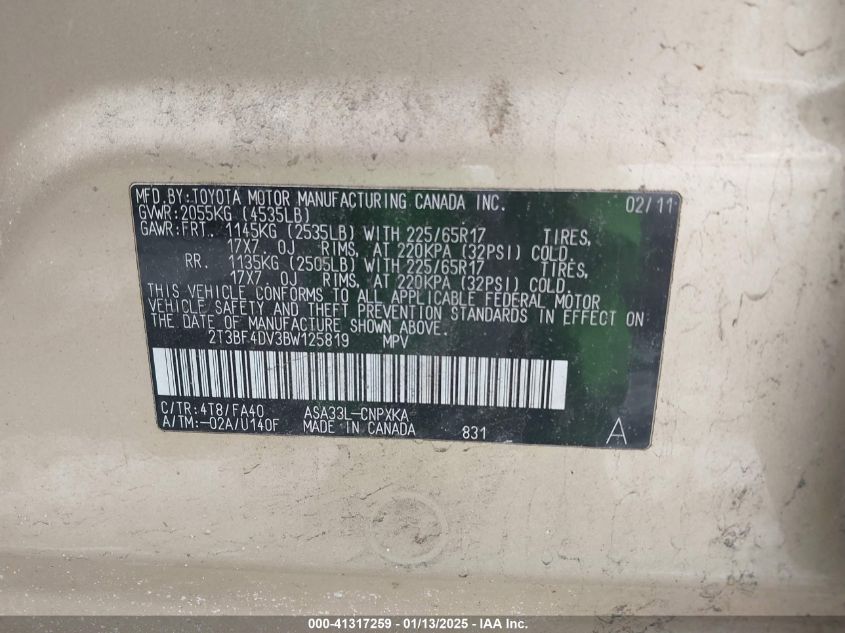 MFD.BY:TOYOTA MOTOR MANUFACTURING CANADA INC. 02/11
GVWR:2055KG (4535LB)
GAWR:FRT. 1145KG (2535LB) WITH 225/65R17 TIRES,
17X7 0J RIMS, AT 220KPA (32PSI) COLD.
RR. 1135KG (2505LB) WITH 225/65R17 TIRES,
17X7 0J RIMS, AT 220KPA (32PSI) COLD.
THIS VEHICLE CONFORMS TO ALL APPLICABLE FEDERAL MOTOR
VEHICLE SAFETY AND THEFT PREVENTION STANDARDS IN EFFECT ON
THE DATE OF MANUFACTURE SHOWN ABOVE.
2T3BF4DV3BW125819 MPV
C/TR:4T8/FA40 ASA33L-CNPXKA
A/TM:-02A/U140F MADE IN CANADA 831 A
000-41317259 - 01/13/2025 - IAA Inc.